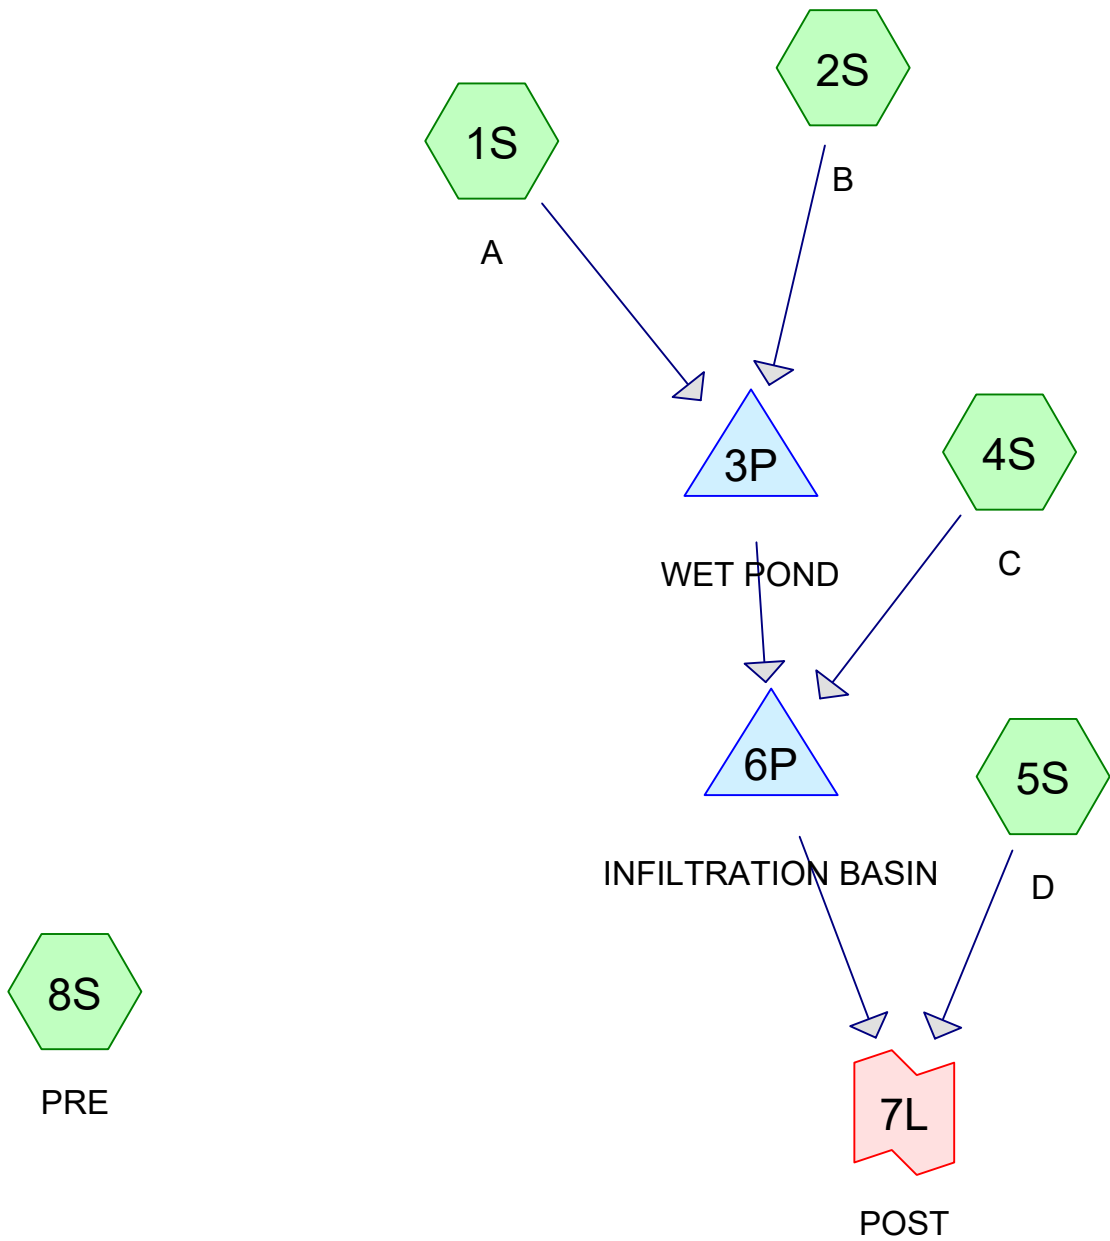 2S
1S
B
A
3P
4S
WET POND
C
6P
5S
INFILTRATION BASIN
D
8S
PRE
7L
POST